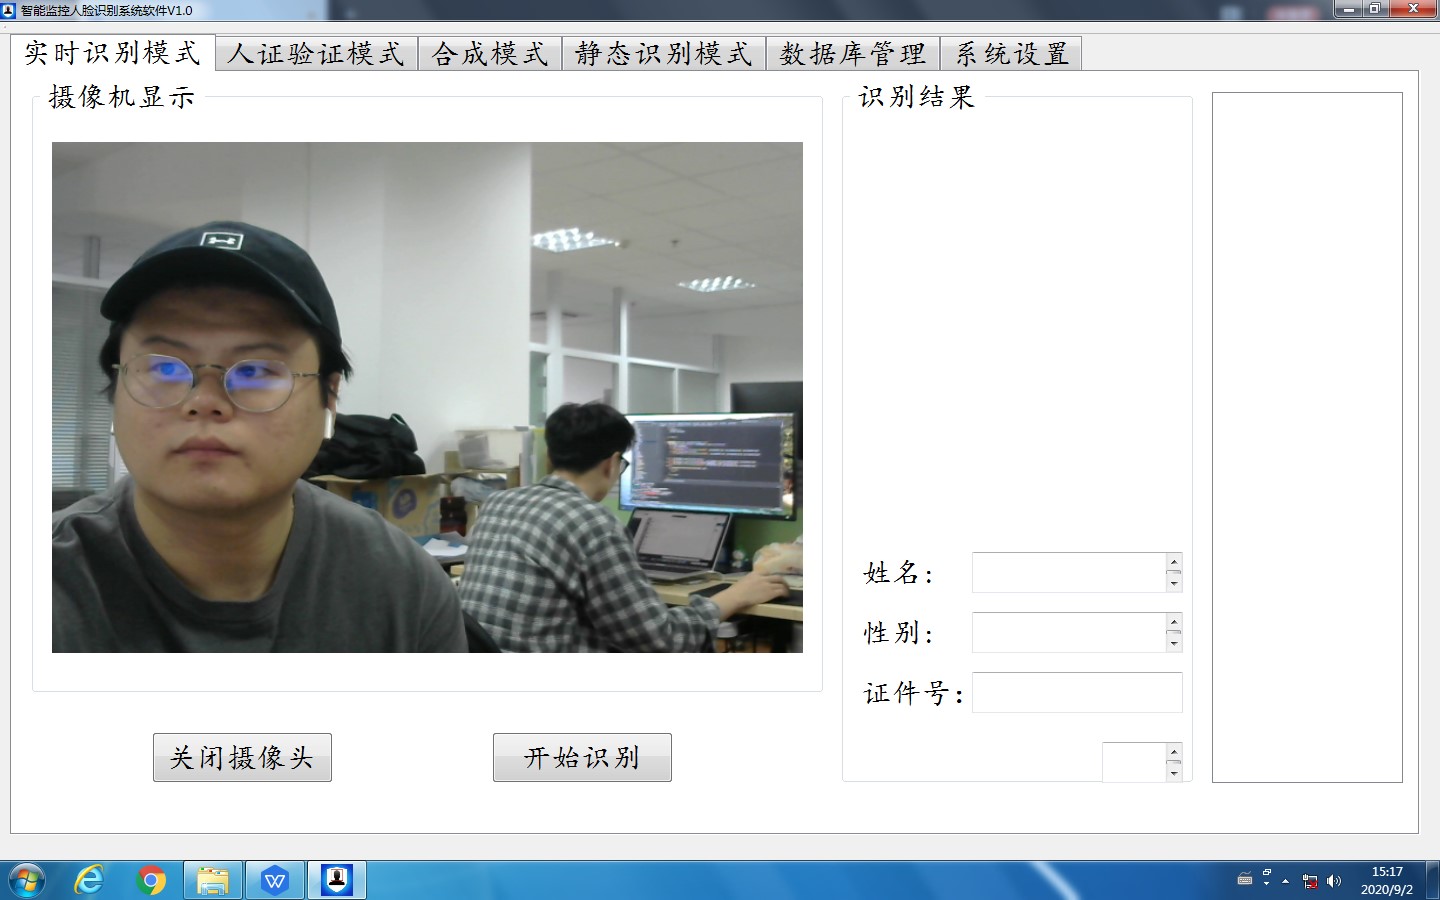 智能监控人脸识别系统软件V1.0
实时识别模式 人证验证模式 合成模式 静态识别模式 数据库管理 系统设置
摄像机显示
识别结果
姓名:
性别:
证件号:
关闭摄像头
开始识别
15:17
2020/9/2